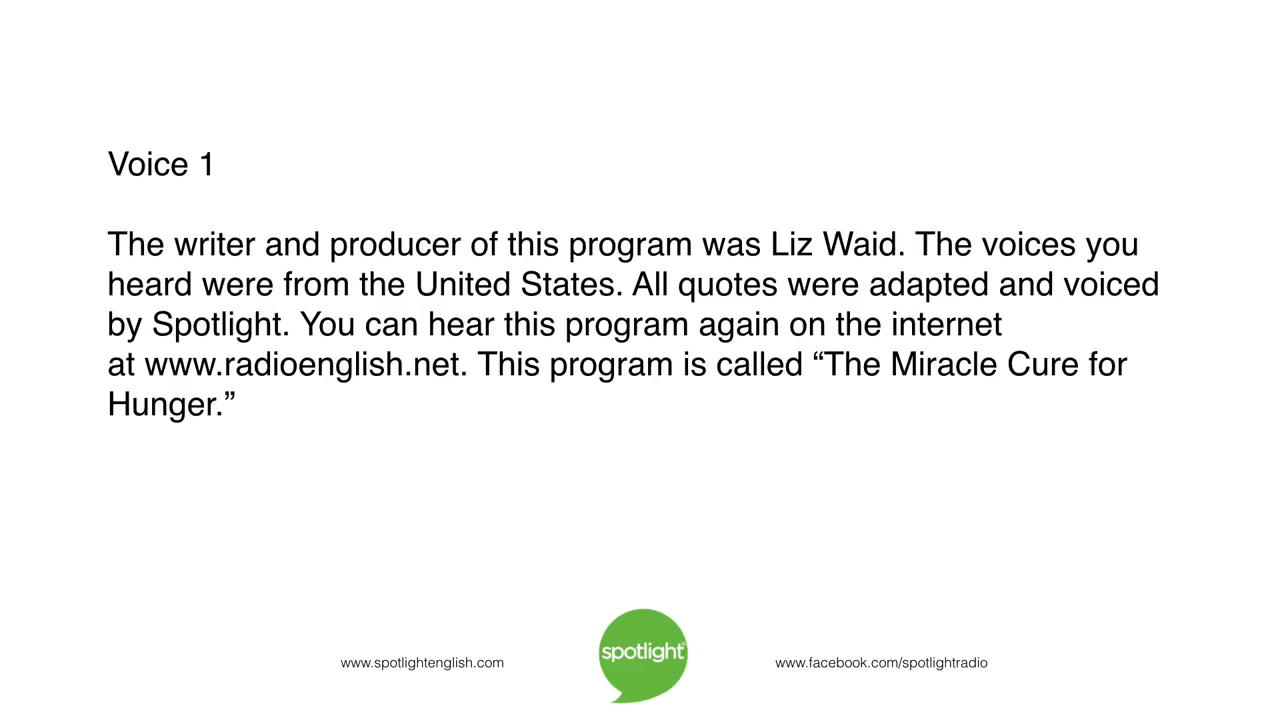 Voice 1
The writer and producer of this program was Liz Waid. The voices you
heard were from the United States. All quotes were adapted and voiced
by Spotlight. You can hear this program again on the internet
at www.radioenglish.net. This program is called “The Miracle Cure for
Hunger.”
www.spotlightenglish.com
spotlight®
www.facebook.com/spotlightradio